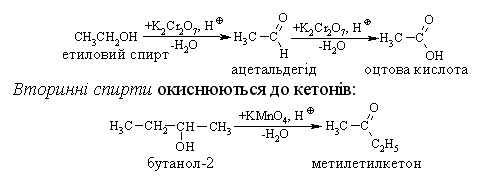 +K₂Cr₂O₇, H⊕ O +K₂Cr₂O₇, H⊕ O
CH₃CH₂OH H₃C–C H₃C–C
-H₂O H -H₂O OH
етиловий спирт ацетальдегід оцтова кислота
Вторинні спирти окиснюються до кетонів:
+KMnO₄, H⊕ O
H₃C–CH₂–CH–CH₃ H₃C–C
OH -H₂O C₂H₅
бутанол-2 метилетилкетон